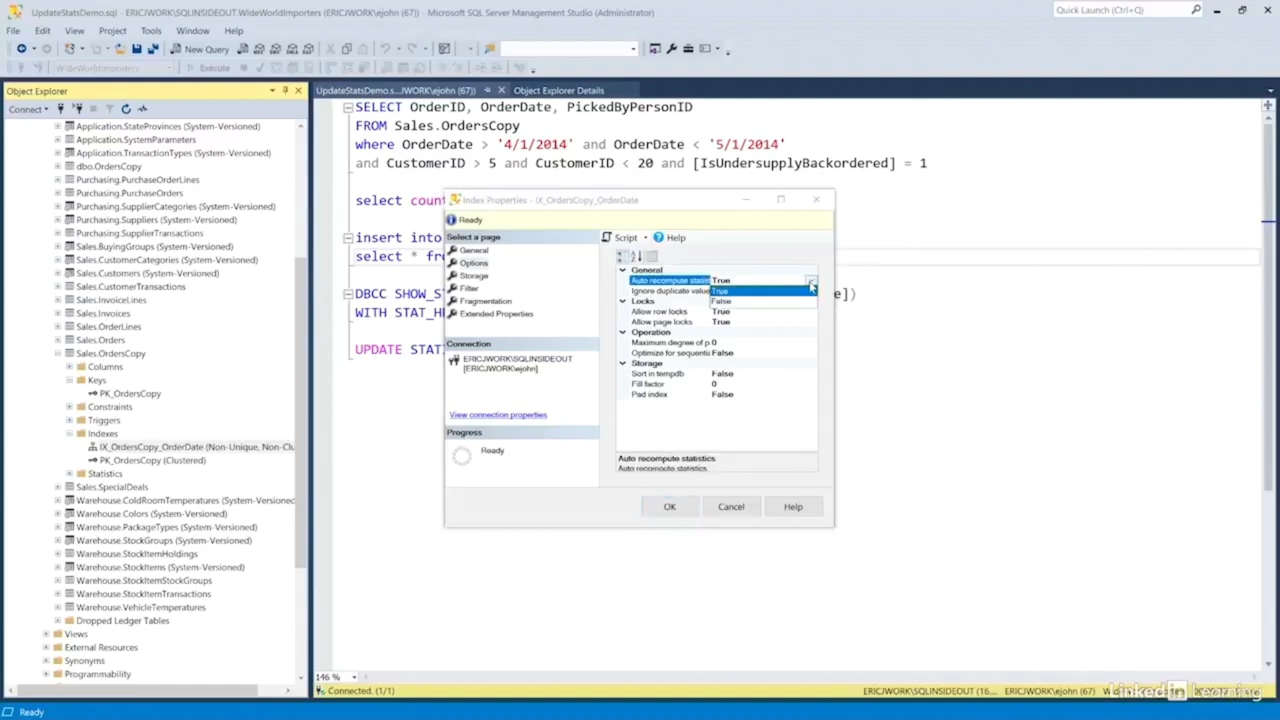 UpdateStatsDemo.sql - ERICJWORK\SQLINSIDEOUT.WideWorldImporters (ERICJWORK\ejohn (67)) - Microsoft SQL Server Management Studio (Administrator)
Quick Launch (Ctrl+Q)
File Edit View Project Tools Window Help
New Query
WideWorldImporters Execute
Object Explorer
UpdateStatsDemo.s...JWORK\ejohn (67)) Object Explorer Details
Connect
Application.StateProvinces (System-Versioned)
Application.SystemParameters
Application.TransactionTypes (System-Versioned)
dbo.OrdersCopy
Purchasing.PurchaseOrderLines
Purchasing.PurchaseOrders
Purchasing.SupplierCategories (System-Versioned)
Purchasing.Suppliers (System-Versioned)
Purchasing.SupplierTransactions
Sales.BuyingGroups (System-Versioned)
Sales.CustomerCategories (System-Versioned)
Sales.Customers (System-Versioned)
Sales.CustomerTransactions
Sales.InvoiceLines
Sales.Invoices
Sales.OrderLines
Sales.Orders
Sales.OrdersCopy
Columns
Keys
PK_OrdersCopy
Constraints
Triggers
Indexes
IX_OrdersCopy_OrderDate (Non-Unique, Non-Clu
PK_OrdersCopy (Clustered)
Statistics
Sales.SpecialDeals
Warehouse.ColdRoomTemperatures (System-Versioned
Warehouse.Colors (System-Versioned)
Warehouse.PackageTypes (System-Versioned)
Warehouse.StockGroups (System-Versioned)
Warehouse.StockItemHoldings
Warehouse.StockItems (System-Versioned)
Warehouse.StockItemStockGroups
Warehouse.StockItemTransactions
Warehouse.VehicleTemperatures
Dropped Ledger Tables
Views
External Resources
Synonyms
Programmability
SELECT OrderID, OrderDate, PickedByPersonID
FROM Sales.OrdersCopy
where OrderDate > '4/1/2014' and OrderDate < '5/1/2014'
and CustomerID > 5 and CustomerID < 20 and [IsUndersupplyBackordered] = 1
select coun
insert into
select * fro
DBCC SHOW_ST e])
WITH STAT_HE
UPDATE STAT
Index Properties - IX_OrdersCopy_OrderDate
Ready
Select a page
General
Options
Storage
Filter
Fragmentation
Extended Properties
Connection
ERICJWORK\SQLINSIDEOUT
[ERICJWORK\ejohn]
View connection properties
Progress
Ready
Script Help
General
Auto recompute statis True
Ignore duplicate value True
False
Locks
Allow row locks True
Allow page locks True
Operation
Maximum degree of p 0
Optimize for sequentia False
Storage
Sort in tempdb False
Fill factor 0
Pad index False
Auto recompute statistics
Auto recompute statistics.
OK Cancel Help
146 %
Connected. (1/1) ERICJWORK\SQLINSIDEOUT (16... ERICJWORK\ejohn (67)
Linkedin Learning
Ready